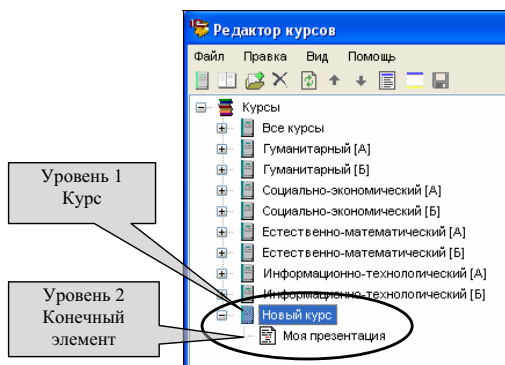 Редактор курсов
Файл Правка Вид Помощь
Курсы
Все курсы
Гуманитарный [А]
Гуманитарный [Б]
Социально-экономический [А]
Социально-экономический [Б]
Естественно-математический [А]
Естественно-математический [Б]
Информационно-технологический [А]
Информационно-технологический [Б]
Новый курс
Моя презентация
Уровень 1
Курс
Уровень 2
Конечный
элемент